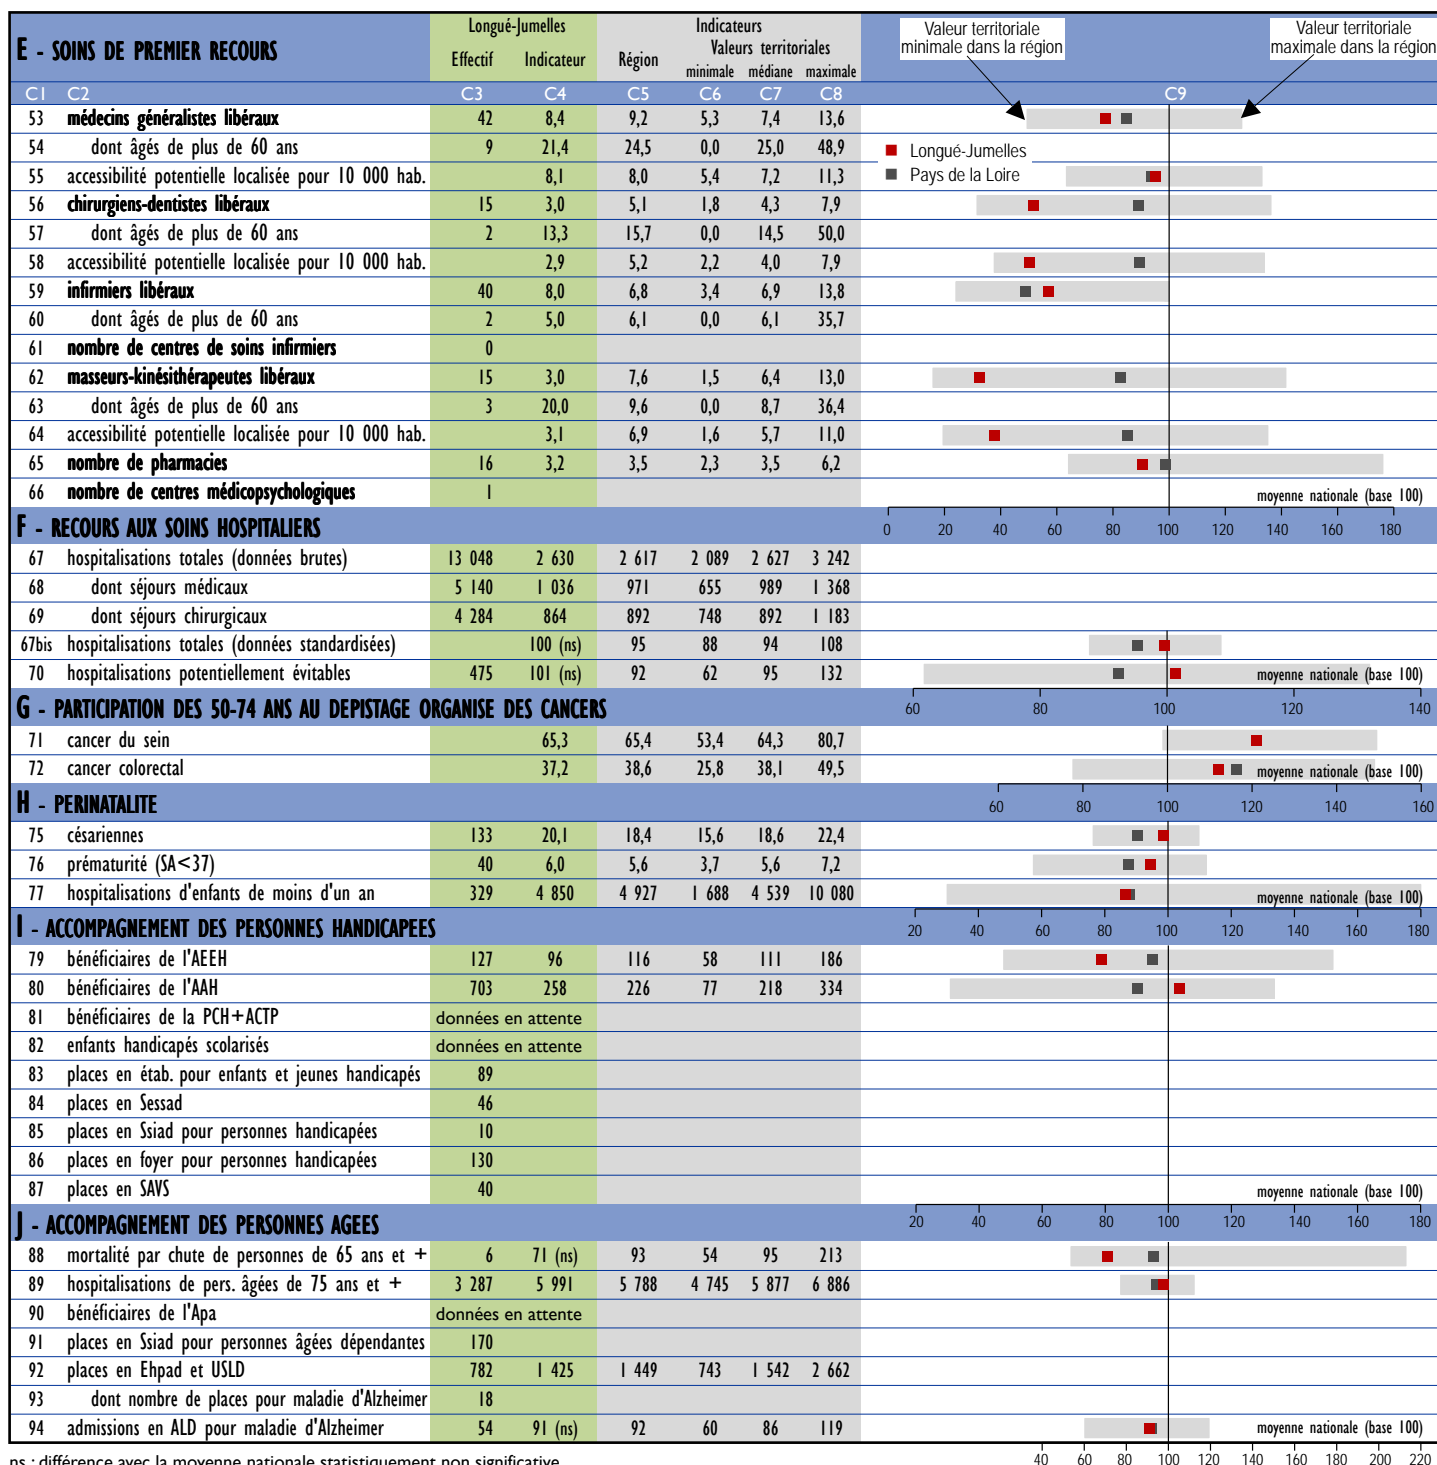 Longué-Jumelles Indicateurs
E - SOINS DE PREMIER RECOURS Effectif Indicateur Région Valeurs territoriales
minimale médiane maximale
Valeur territoriale minimale dans la région
Valeur territoriale maximale dans la région
C1 C2 C3 C4 C5 C6 C7 C8 C9
53 médecins généralistes libéraux 42 8,4 9,2 5,3 7,4 13,6
54 dont âgés de plus de 60 ans 9 21,4 24,5 0,0 25,0 48,9
Longué-Jumelles
Pays de la Loire
55 accessibilité potentielle localisée pour 10 000 hab. 8,1 8,0 5,4 7,2 11,3
56 chirurgiens-dentistes libéraux 15 3,0 5,1 1,8 4,3 7,9
57 dont âgés de plus de 60 ans 2 13,3 15,7 0,0 14,5 50,0
58 accessibilité potentielle localisée pour 10 000 hab. 2,9 5,2 2,2 4,0 7,9
59 infirmiers libéraux 40 8,0 6,8 3,4 6,9 13,8
60 dont âgés de plus de 60 ans 2 5,0 6,1 0,0 6,1 35,7
61 nombre de centres de soins infirmiers 0
62 masseurs-kinésithérapeutes libéraux 15 3,0 7,6 1,5 6,4 13,0
63 dont âgés de plus de 60 ans 3 20,0 9,6 0,0 8,7 36,4
64 accessibilité potentielle localisée pour 10 000 hab. 3,1 6,9 1,6 5,7 11,0
65 nombre de pharmacies 16 3,2 3,5 2,3 3,5 6,2
66 nombre de centres médicopsychologiques 1 moyenne nationale (base 100)
F - RECOURS AUX SOINS HOSPITALIERS 0 20 40 60 80 100 120 140 160 180
67 hospitalisations totales (données brutes) 13 048 2 630 2 617 2 089 2 627 3 242
68 dont séjours médicaux 5 140 1 036 971 655 989 1 368
69 dont séjours chirurgicaux 4 284 864 892 748 892 1 183
67bis hospitalisations totales (données standardisées) 100 (ns) 95 88 94 108
70 hospitalisations potentiellement évitables 475 101 (ns) 92 62 95 132 moyenne nationale (base 100)
G - PARTICIPATION DES 50-74 ANS AU DEPISTAGE ORGANISE DES CANCERS 60 80 100 120 140
71 cancer du sein 65,3 65,4 53,4 64,3 80,7
72 cancer colorectal 37,2 38,6 25,8 38,1 49,5 moyenne nationale (base 100)
H - PERINATALITE 60 80 100 120 140 160
75 césariennes 133 20,1 18,4 15,6 18,6 22,4
76 prématurité (SA<37) 40 6,0 5,6 3,7 5,6 7,2
77 hospitalisations d'enfants de moins d'un an 329 4 850 4 927 1 688 4 539 10 080 moyenne nationale (base 100)
I - ACCOMPAGNEMENT DES PERSONNES HANDICAPEES 20 40 60 80 100 120 140 160 180
79 bénéficiaires de l'AEEH 127 96 116 58 111 186
80 bénéficiaires de l'AAH 703 258 226 77 218 334
81 bénéficiaires de la PCH+ACTP données en attente
82 enfants handicapés scolarisés données en attente
83 places en étab. pour enfants et jeunes handicapés 89
84 places en Sessad 46
85 places en Ssiad pour personnes handicapées 10
86 places en foyer pour personnes handicapées 130
87 places en SAVS 40 moyenne nationale (base 100)
J - ACCOMPAGNEMENT DES PERSONNES AGEES 20 40 60 80 100 120 140 160 180
88 mortalité par chute de personnes de 65 ans et + 6 71 (ns) 93 54 95 213
89 hospitalisations de pers. âgées de 75 ans et + 3 287 5 991 5 788 4 745 5 877 6 886
90 bénéficiaires de l'Apa données en attente
91 places en Ssiad pour personnes âgées dépendantes 170
92 places en Ehpad et USLD 782 1 425 1 449 743 1 542 2 662
93 dont nombre de places pour maladie d'Alzheimer 18
94 admissions en ALD pour maladie d'Alzheimer 54 91 (ns) 92 60 86 119 moyenne nationale (base 100)
40 60 80 100 120 140 160 180 200 220
ns : différence avec la moyenne nationale statistiquement non significative